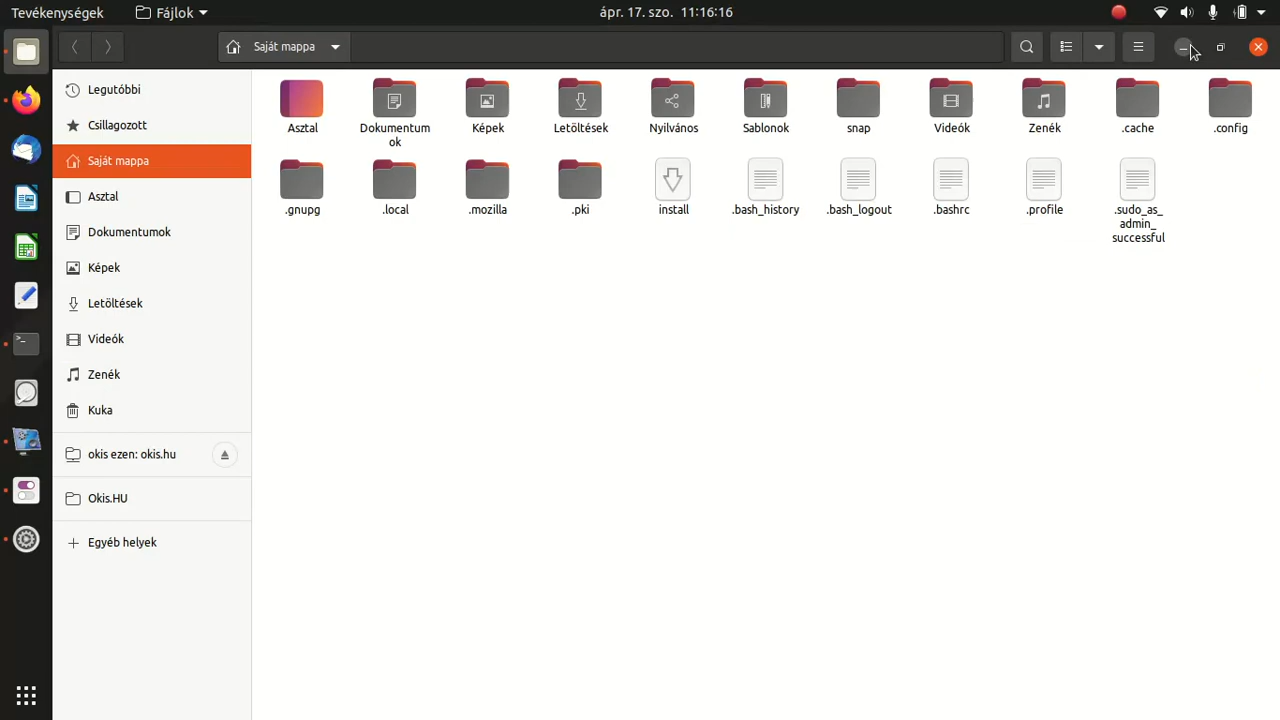 Tevékenységek
Fájlok
ápr. 17. szo. 11:16:16
Saját mappa
Legutóbbi
Csillagozott
Saját mappa
Asztal
Dokumentumok
Képek
Letöltések
Videók
Zenék
Kuka
okis ezen: okis.hu
Okis.HU
Egyéb helyek
Asztal
Dokumentum
ok
Képek
Letöltések
Nyilvános
Sablonok
snap
Videók
Zenék
.cache
.config
.gnupg
.local
.mozilla
.pki
install
.bash_history
.bash_logout
.bashrc
.profile
.sudo_as_
admin_
successful